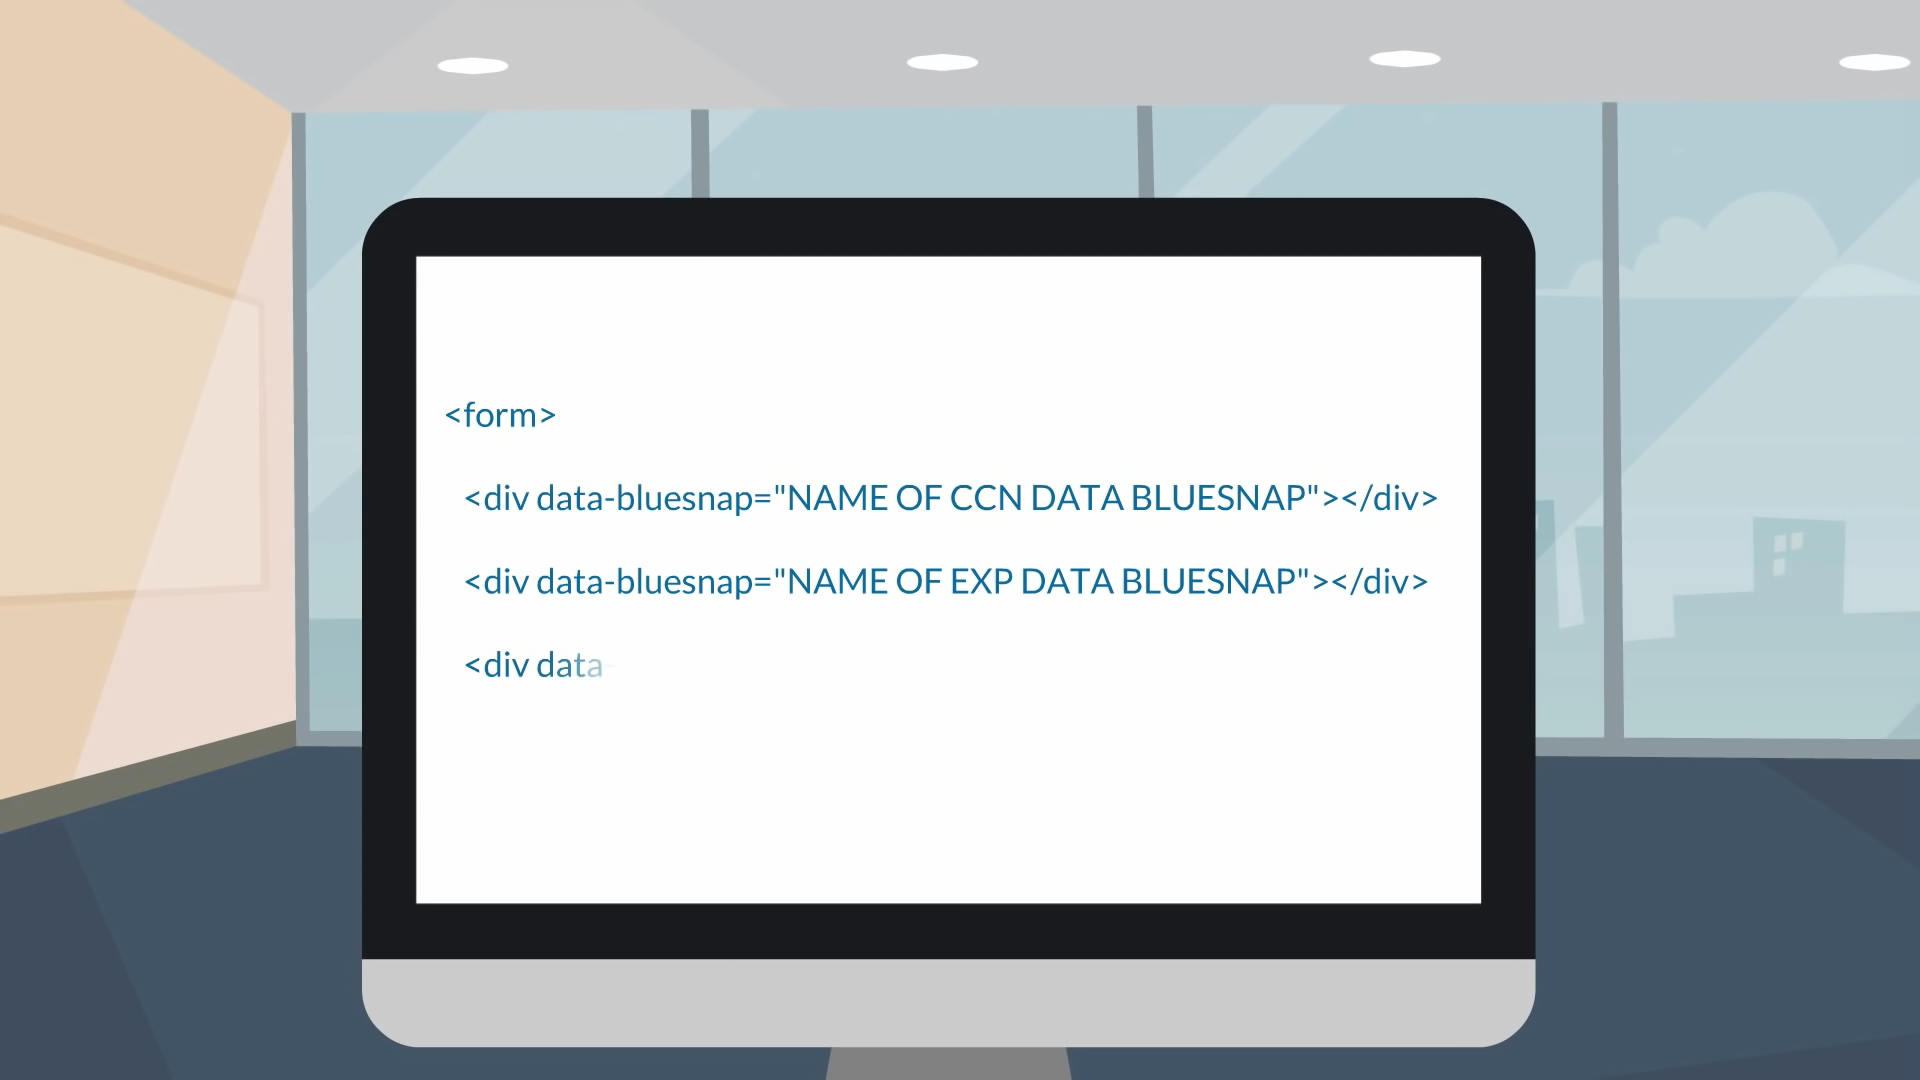 <form>
<div data-bluesnap="NAME OF CCN DATA BLUESNAP"></div>
<div data-bluesnap="NAME OF EXP DATA BLUESNAP"></div>
<div data-